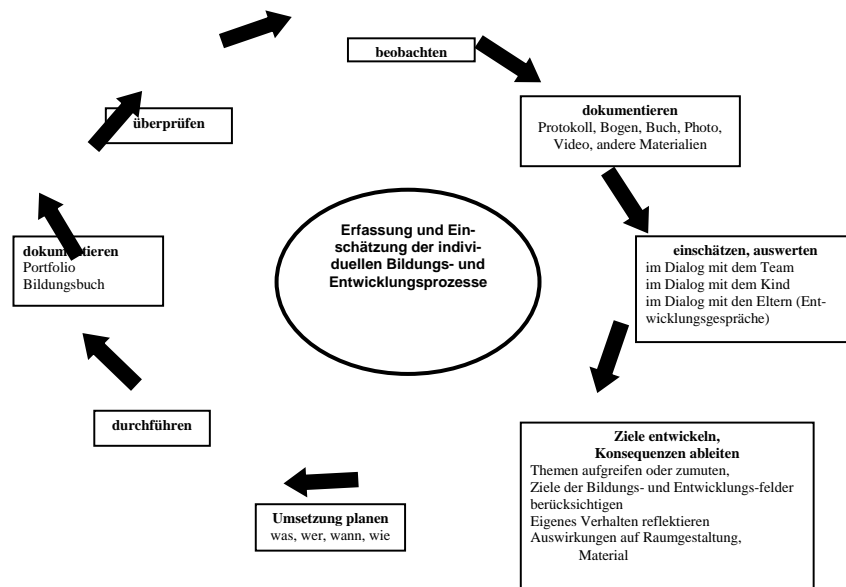 beobachten
dokumentieren
Protokoll, Bogen, Buch, Photo,
Video, andere Materialien
einschätzen, auswerten
im Dialog mit dem Team
im Dialog mit dem Kind
im Dialog mit den Eltern (Ent-
wicklungsgespräche)
Ziele entwickeln,
Konsequenzen ableiten
Themen aufgreifen oder zumuten,
Ziele der Bildungs- und Entwicklungs-felder
berücksichtigen
Eigenes Verhalten reflektieren
Auswirkungen auf Raumgestaltung,
Material
Umsetzung planen
was, wer, wann, wie
durchführen
dokumentieren
Portfolio
Bildungsbuch
überprüfen
Erfassung und Ein-
schätzung der indivi-
duellen Bildungs- und
Entwicklungsprozesse